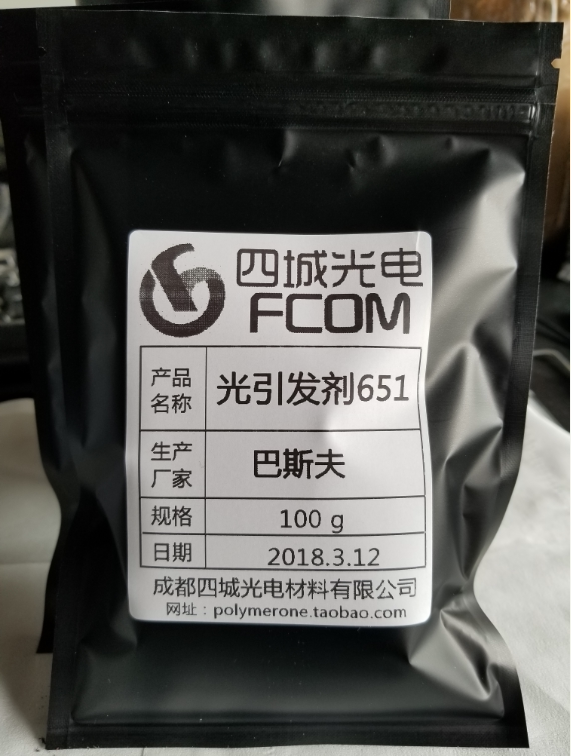 四城光电
FCOM
产品名称 光引发剂651
生产厂家 巴斯夫
规格 100 g
日期 2018.3.12
成都四城光电材料有限公司
网址：polymerone.taobao.com